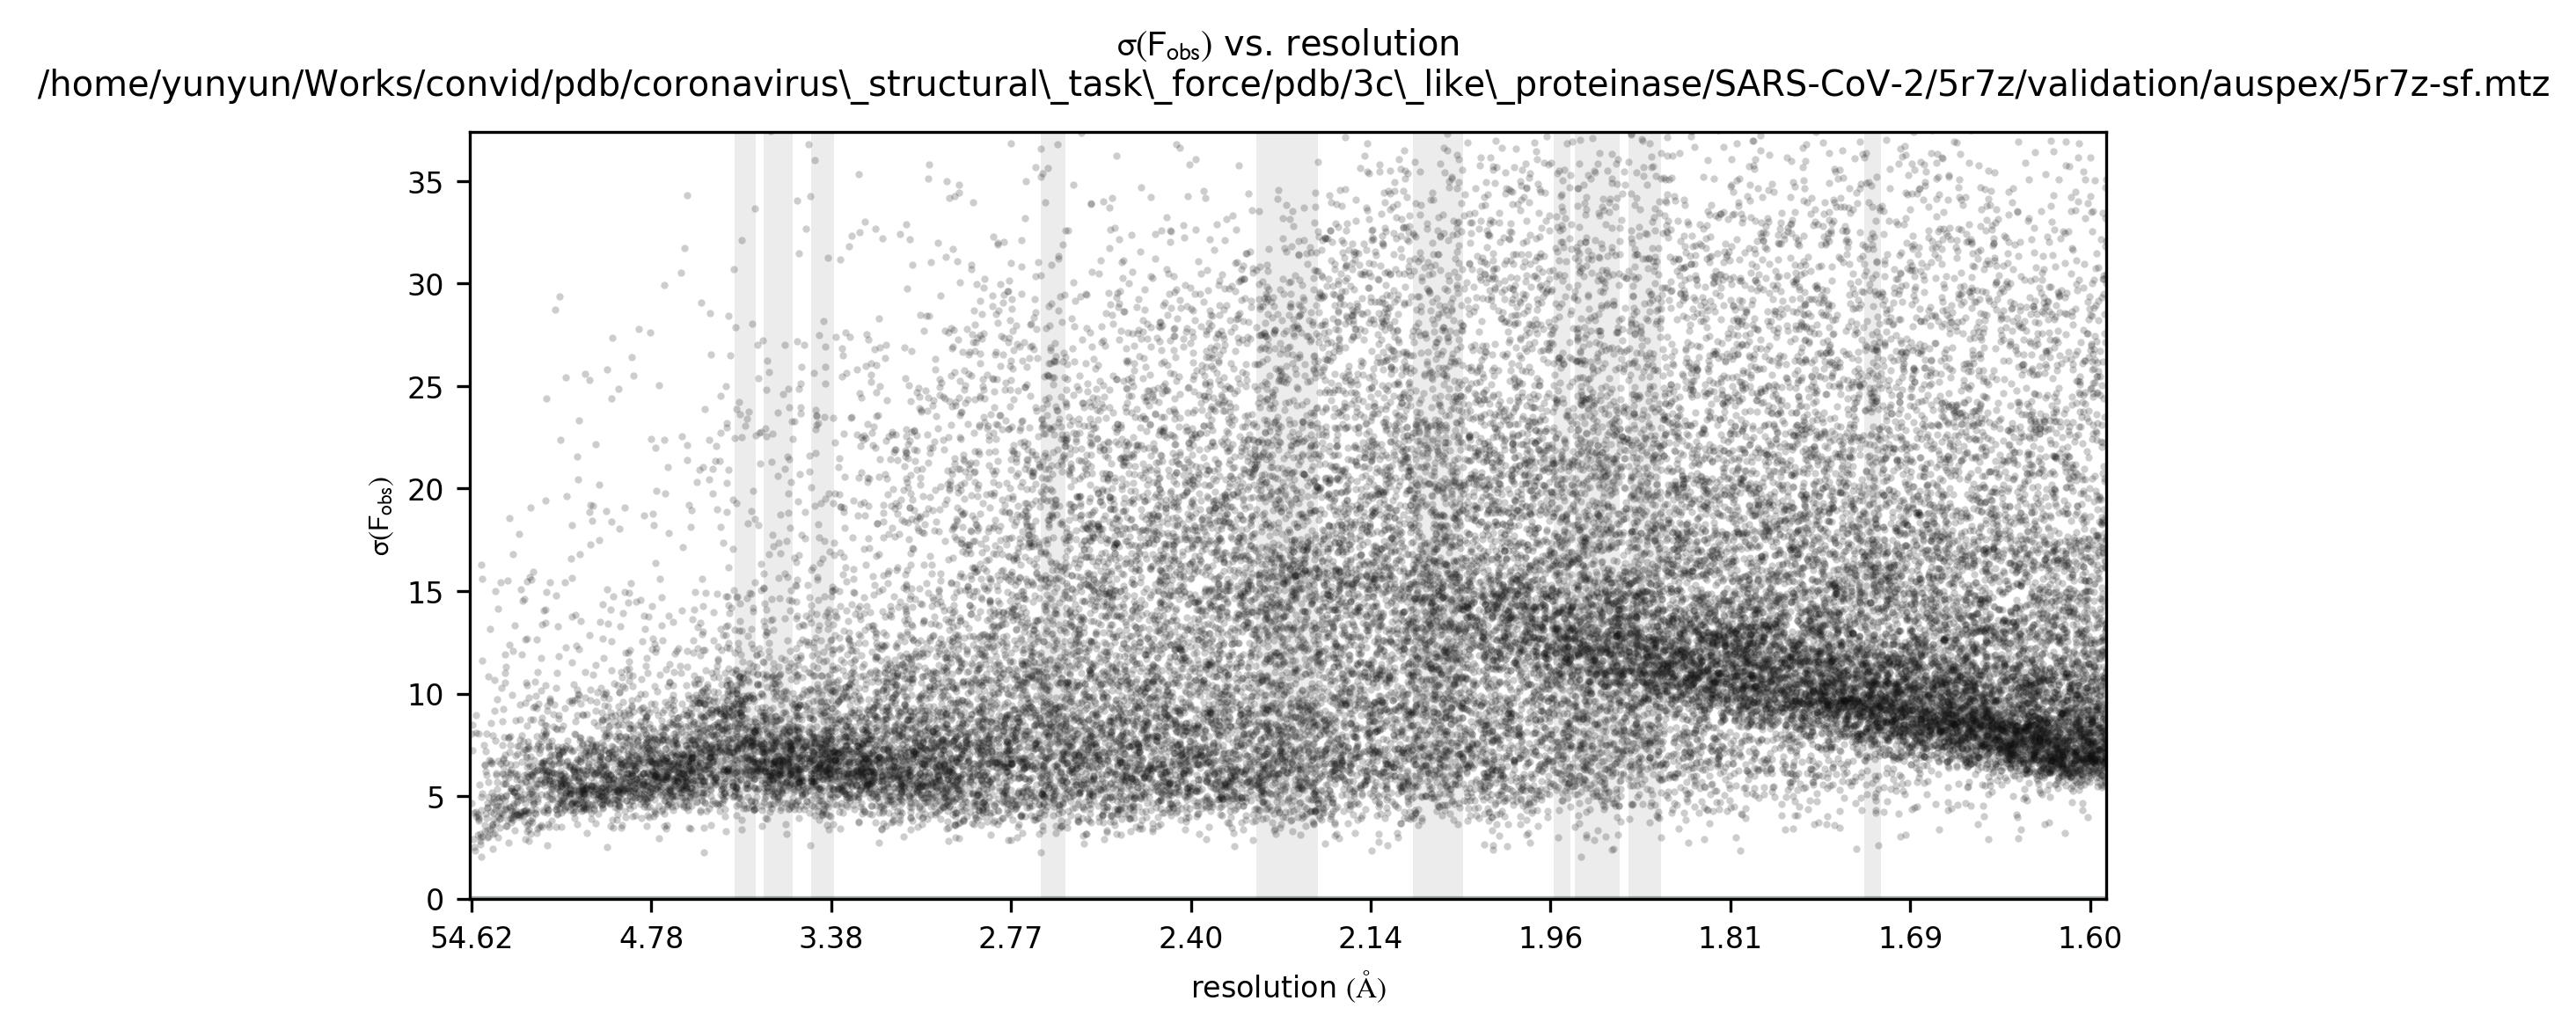 σ(Fobs) vs. resolution
/home/yunyun/Works/convid/pdb/coronavirus\_structural\_task\_force/pdb/3c\_like\_proteinase/SARS-CoV-2/5r7z/validation/auspex/5r7z-sf.mtz
35
30
25
20
15
10
5
0
σ(Fobs)
54.62 4.78 3.38 2.77 2.40 2.14 1.96 1.81 1.69 1.60
resolution (Å)